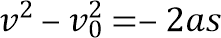 v² – v₀² =– 2as